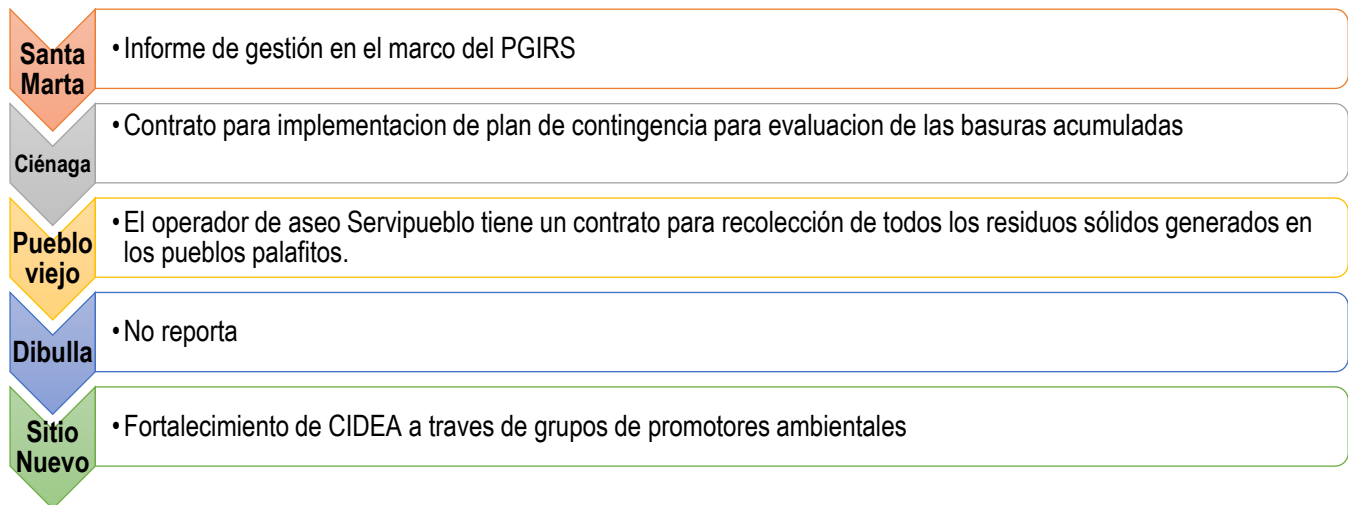 Santa
Marta
•Informe de gestión en el marco del PGIRS
Ciénaga
•Contrato para implementacion de plan de contingencia para evaluacion de las basuras acumuladas
Pueblo
viejo
•El operador de aseo Servipueblo tiene un contrato para recolección de todos los residuos sólidos generados en
los pueblos palafitos.
Dibulla
•No reporta
Sitio
Nuevo
•Fortalecimiento de CIDEA a traves de grupos de promotores ambientales